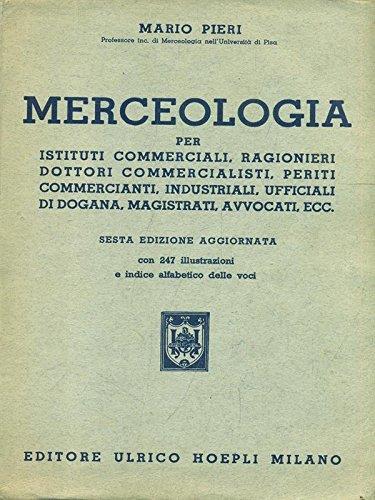 MARIO PIERI
Professore inc. di Merceologia nell'Università di Pisa
MERCEOLOGIA
PER
ISTITUTI COMMERCIALI, RAGIONIERI
DOTTORI COMMERCIALISTI, PERITI
COMMERCIANTI, INDUSTRIALI, UFFICIALI
DI DOGANA, MAGISTRATI, AVVOCATI, ECC.
SESTA EDIZIONE AGGIORNATA
con 247 illustrazioni
e indice alfabetico delle voci
EDITORE ULRICO HOEPLI MILANO